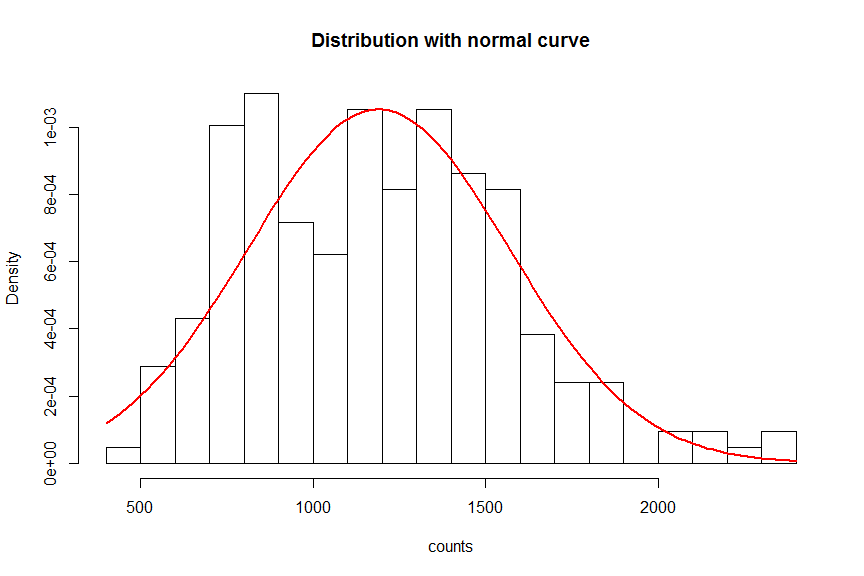 Distribution with normal curve
Density
1e-03
8e-04
6e-04
4e-04
2e-04
0e+00
500 1000 1500 2000
counts